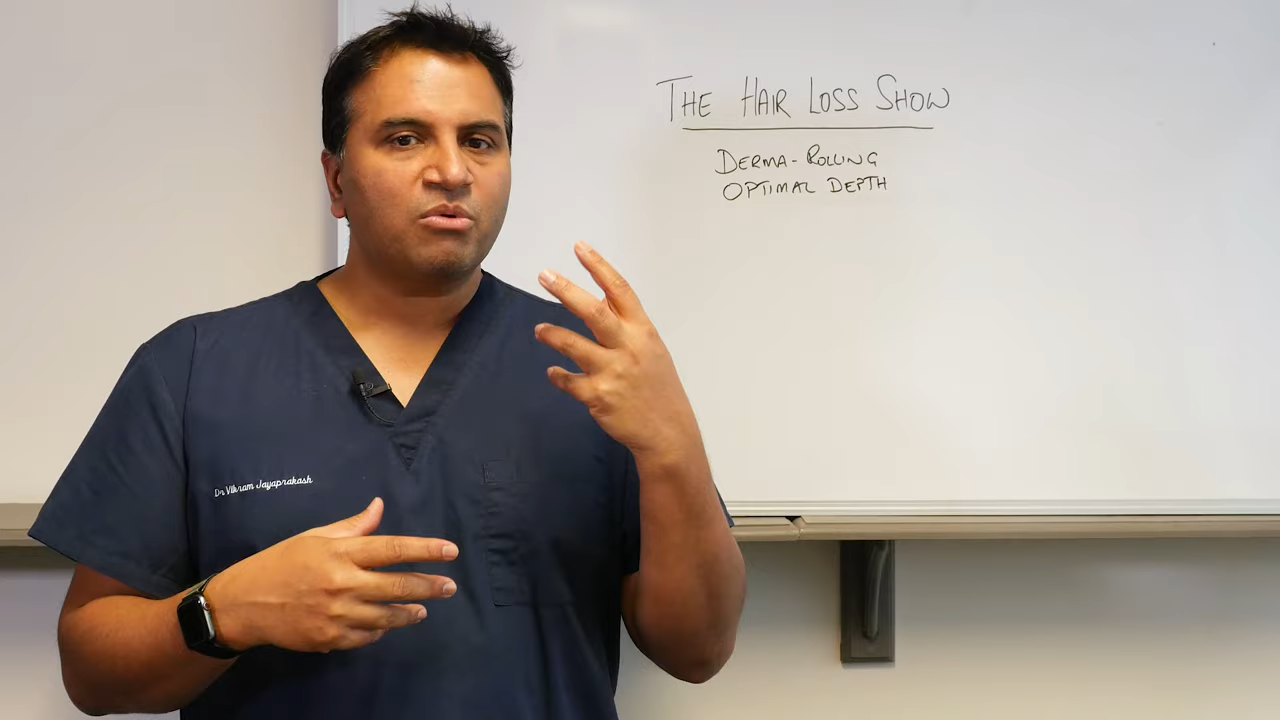 THE HAIR LOSS SHOW
DERMA-ROLLING
OPTIMAL DEPTH
Dr Vikram Jayaprakash